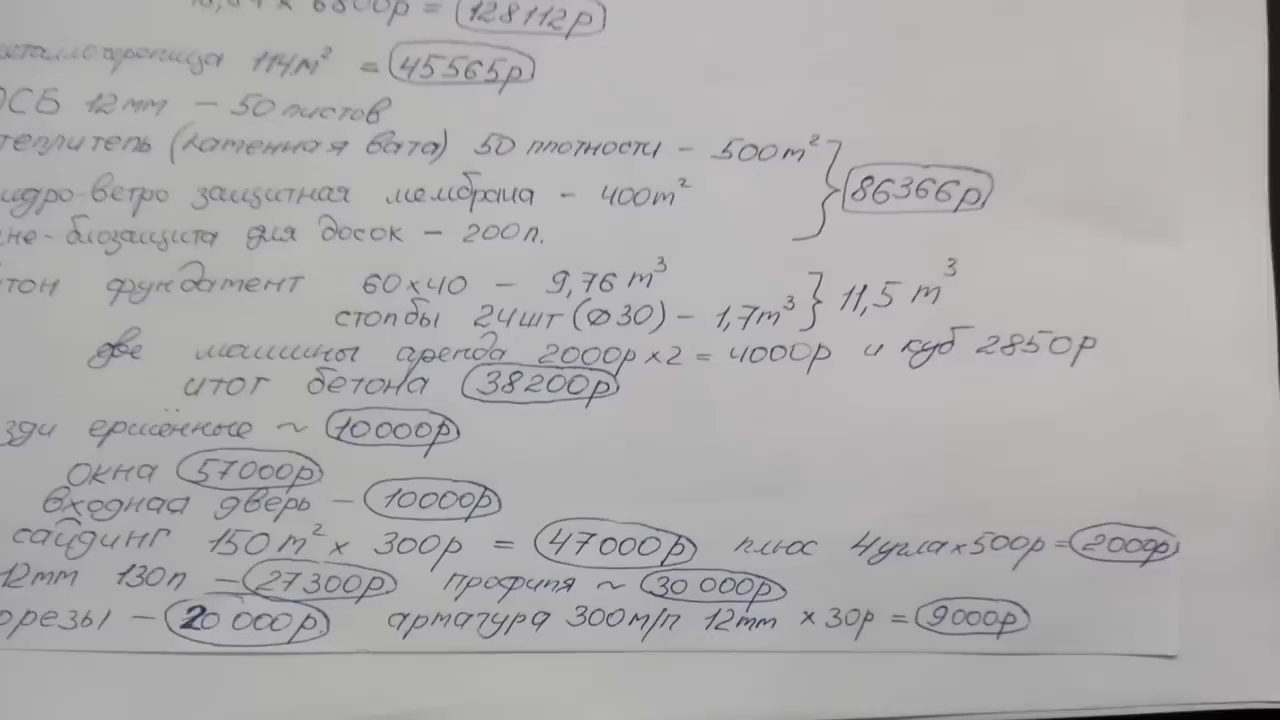 x 6800р = 128112р
металлочерепица 114м² = 45565р
ОСБ 12мм – 50 листов
теплитель (каменная вата) 50 плотности – 500м² } 86366р
идро-ветро защитная мембрана – 400м²
не-биозащита для досок – 200л.
тон фундамент 60х40 – 9,76 м³ } 11,5 м³
столбы 24шт (⌀30) – 1,7м³
две машины аренда 2000р х 2 = 4000р и куб 2850р
итог бетона 38200р
зди ершённые ~ 10000р
окна 57000р
входная дверь – 10000р
сайдинг 150м² х 300р = 47000р плюс 4угла х 500р = 2000р
12мм 130л – 27300р профиля ~ 30 000р
орезы – 20 000р арматура 300м/п 12мм х 30р = 9000р